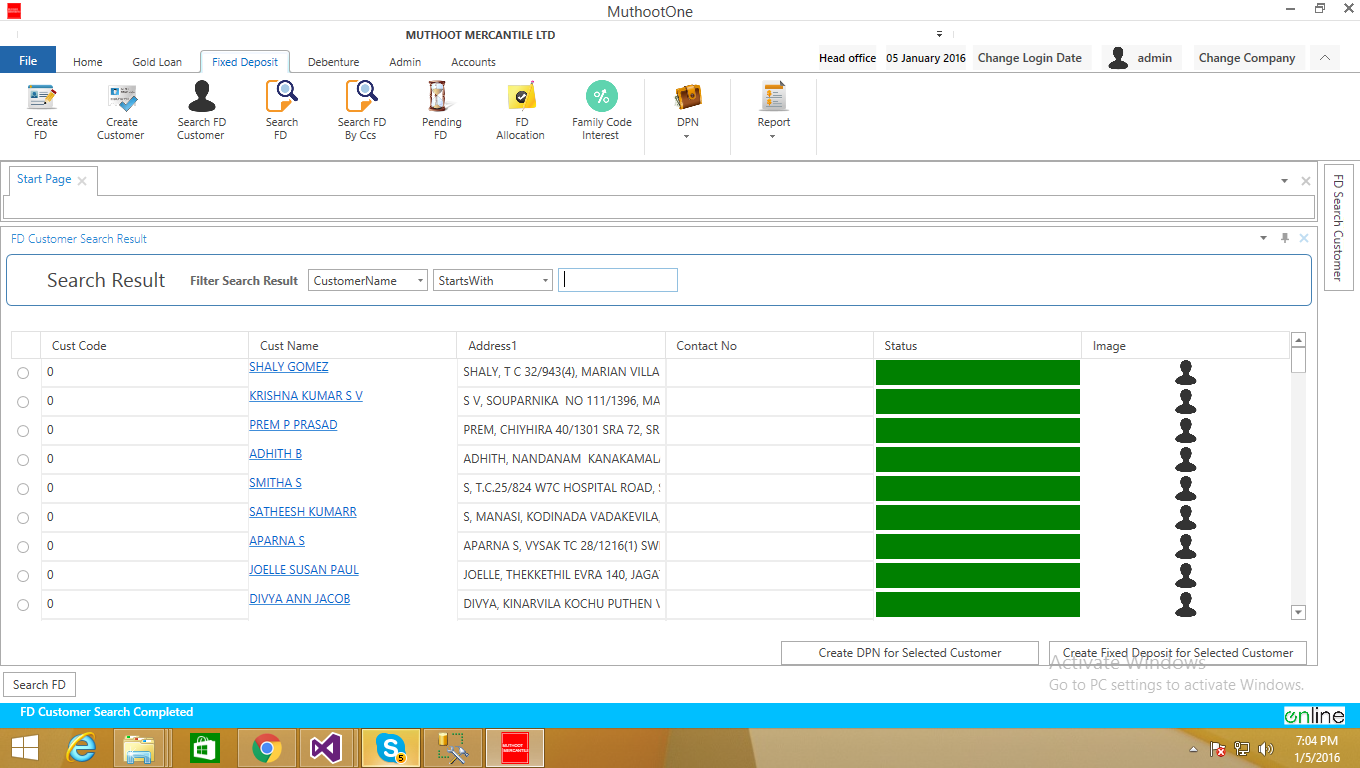 MuthootOne
MUTHOOT MERCANTILE LTD
File Home Gold Loan Fixed Deposit Debenture Admin Accounts
Head office 05 January 2016 Change Login Date admin Change Company
Create FD
Create Customer
Search FD Customer
Search FD
Search FD By Ccs
Pending FD
FD Allocation
Family Code Interest
DPN
Report
Start Page
FD Search Customer
FD Customer Search Result
Search Result Filter Search Result CustomerName StartsWith
Cust Code Cust Name Address1 Contact No Status Image
0 SHALY GOMEZ SHALY, T C 32/943(4), MARIAN VILLA
0 KRISHNA KUMAR S V S V, SOUPARNIKA NO 111/1396, MA
0 PREM P PRASAD PREM, CHIYHIRA 40/1301 SRA 72, SR
0 ADHITH B ADHITH, NANDANAM KANAKAMALA
0 SMITHA S S, T.C.25/824 W7C HOSPITAL ROAD,
0 SATHEESH KUMARR S, MANASI, KODINADA VADAKEVILA,
0 APARNA S APARNA S, VYSAK TC 28/1216(1) SW
0 JOELLE SUSAN PAUL JOELLE, THEKKETHIL EVRA 140, JAGA
0 DIVYA ANN JACOB DIVYA, KINARVILA KOCHU PUTHEN
Create DPN for Selected Customer Create Fixed Deposit for Selected Customer
Activate Windows
Go to PC settings to activate Windows.
Search FD
FD Customer Search Completed
online
5
MUTHOOT
MERCANTILE
7:04 PM
1/5/2016